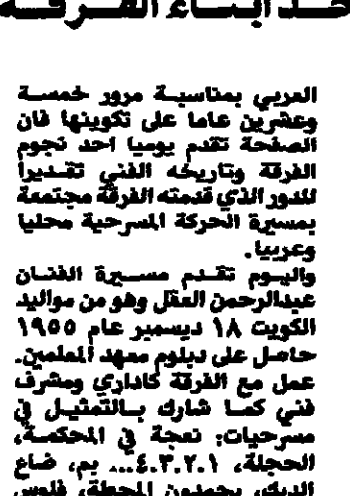 أبناء الفرقة
العربي بمناسبة مرور خمسة
وعشرين عاما على تكوينها فان
الصفحة تقدم يوميا احد نجوم
الفرقة وتاريخه الفني تقديرا
للدور الذي قدمته الفرقة مجتمعة
بمسيرة الحركة المسرحية محليا
وعربيا.
واليوم تقدم مسيرة الفنان
عبدالرحمن العقل وهو من مواليد
الكويت ١٨ ديسمبر عام ١٩٥٥
حاصل على دبلوم معهد المعلمين.
عمل مع الفرقة كاداري ومشرف
فني كما شارك بالتمثيل في
مسرحيات: نعجة في المحكمة،
الحجلة، ٤.٣.٢.١... بم، ضاع
الديك، يحمدون المحطة، فلوس